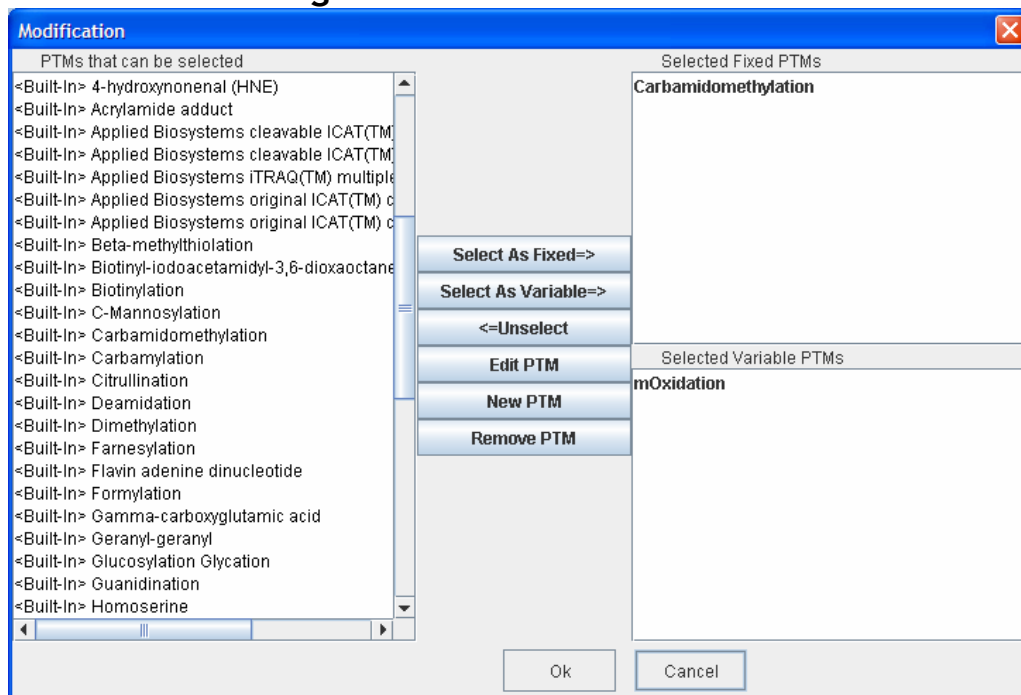 Modification
PTMs that can be selected
<Built-In> 4-hydroxynonenal (HNE)
<Built-In> Acrylamide adduct
<Built-In> Applied Biosystems cleavable ICAT(TM)
<Built-In> Applied Biosystems cleavable ICAT(TM)
<Built-In> Applied Biosystems iTRAQ(TM) multiple
<Built-In> Applied Biosystems original ICAT(TM) c
<Built-In> Applied Biosystems original ICAT(TM) c
<Built-In> Beta-methylthiolation
<Built-In> Biotinyl-iodoacetamidyl-3,6-dioxaoctane
<Built-In> Biotinylation
<Built-In> C-Mannosylation
<Built-In> Carbamidomethylation
<Built-In> Carbamylation
<Built-In> Citrullination
<Built-In> Deamidation
<Built-In> Dimethylation
<Built-In> Farnesylation
<Built-In> Flavin adenine dinucleotide
<Built-In> Formylation
<Built-In> Gamma-carboxyglutamic acid
<Built-In> Geranyl-geranyl
<Built-In> Glucosylation Glycation
<Built-In> Guanidination
<Built-In> Homoserine
Select As Fixed=>
Select As Variable=>
<=Unselect
Edit PTM
New PTM
Remove PTM
Selected Fixed PTMs
Carbamidomethylation
Selected Variable PTMs
mOxidation
Ok
Cancel